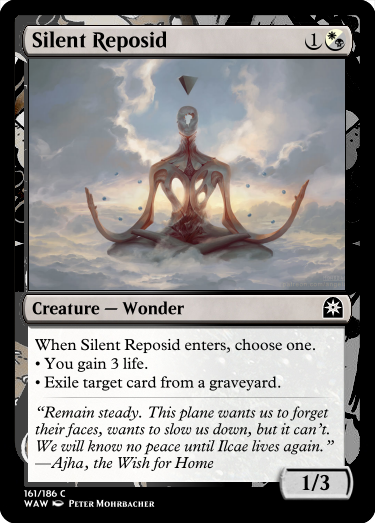 Silent Reposid 1
Creature — Wonder
When Silent Reposid enters, choose one.
• You gain 3 life.
• Exile target card from a graveyard.
“Remain steady. This plane wants us to forget
their faces, wants to slow us down, but it can’t.
We will know no peace until Ilcae lives again.”
—Ajha, the Wish for Home
1/3
161/186 C
WAW Peter Mohrbacher